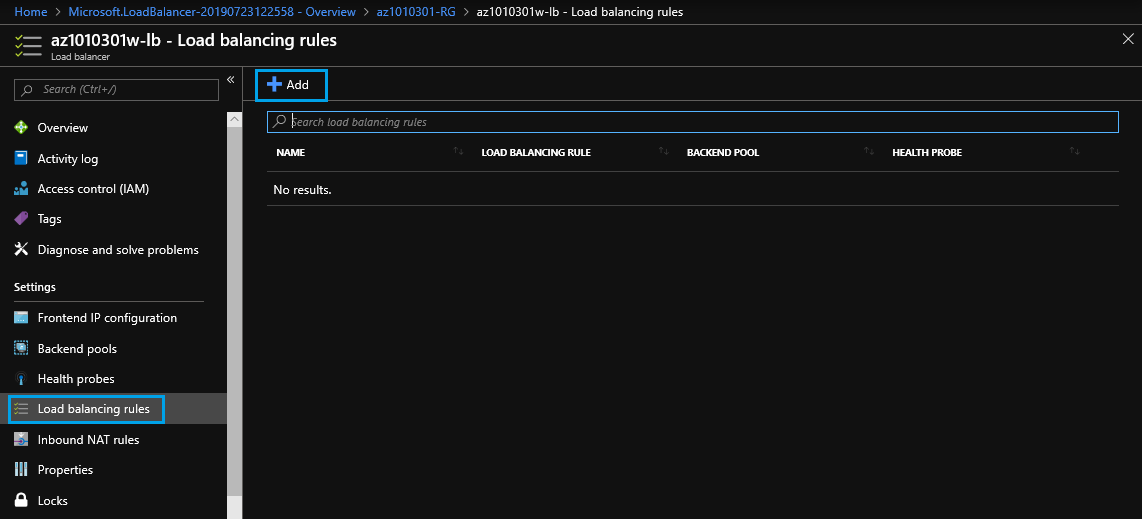 Home > Microsoft.LoadBalancer-20190723122558 - Overview > az1010301-RG > az1010301w-lb - Load balancing rules
az1010301w-lb - Load balancing rules
Load balancer
Search (Ctrl+/)
«
Add
Overview
Activity log
Access control (IAM)
Tags
Diagnose and solve problems
Settings
Frontend IP configuration
Backend pools
Health probes
Load balancing rules
Inbound NAT rules
Properties
Locks
Search load balancing rules
NAME LOAD BALANCING RULE BACKEND POOL HEALTH PROBE
No results.